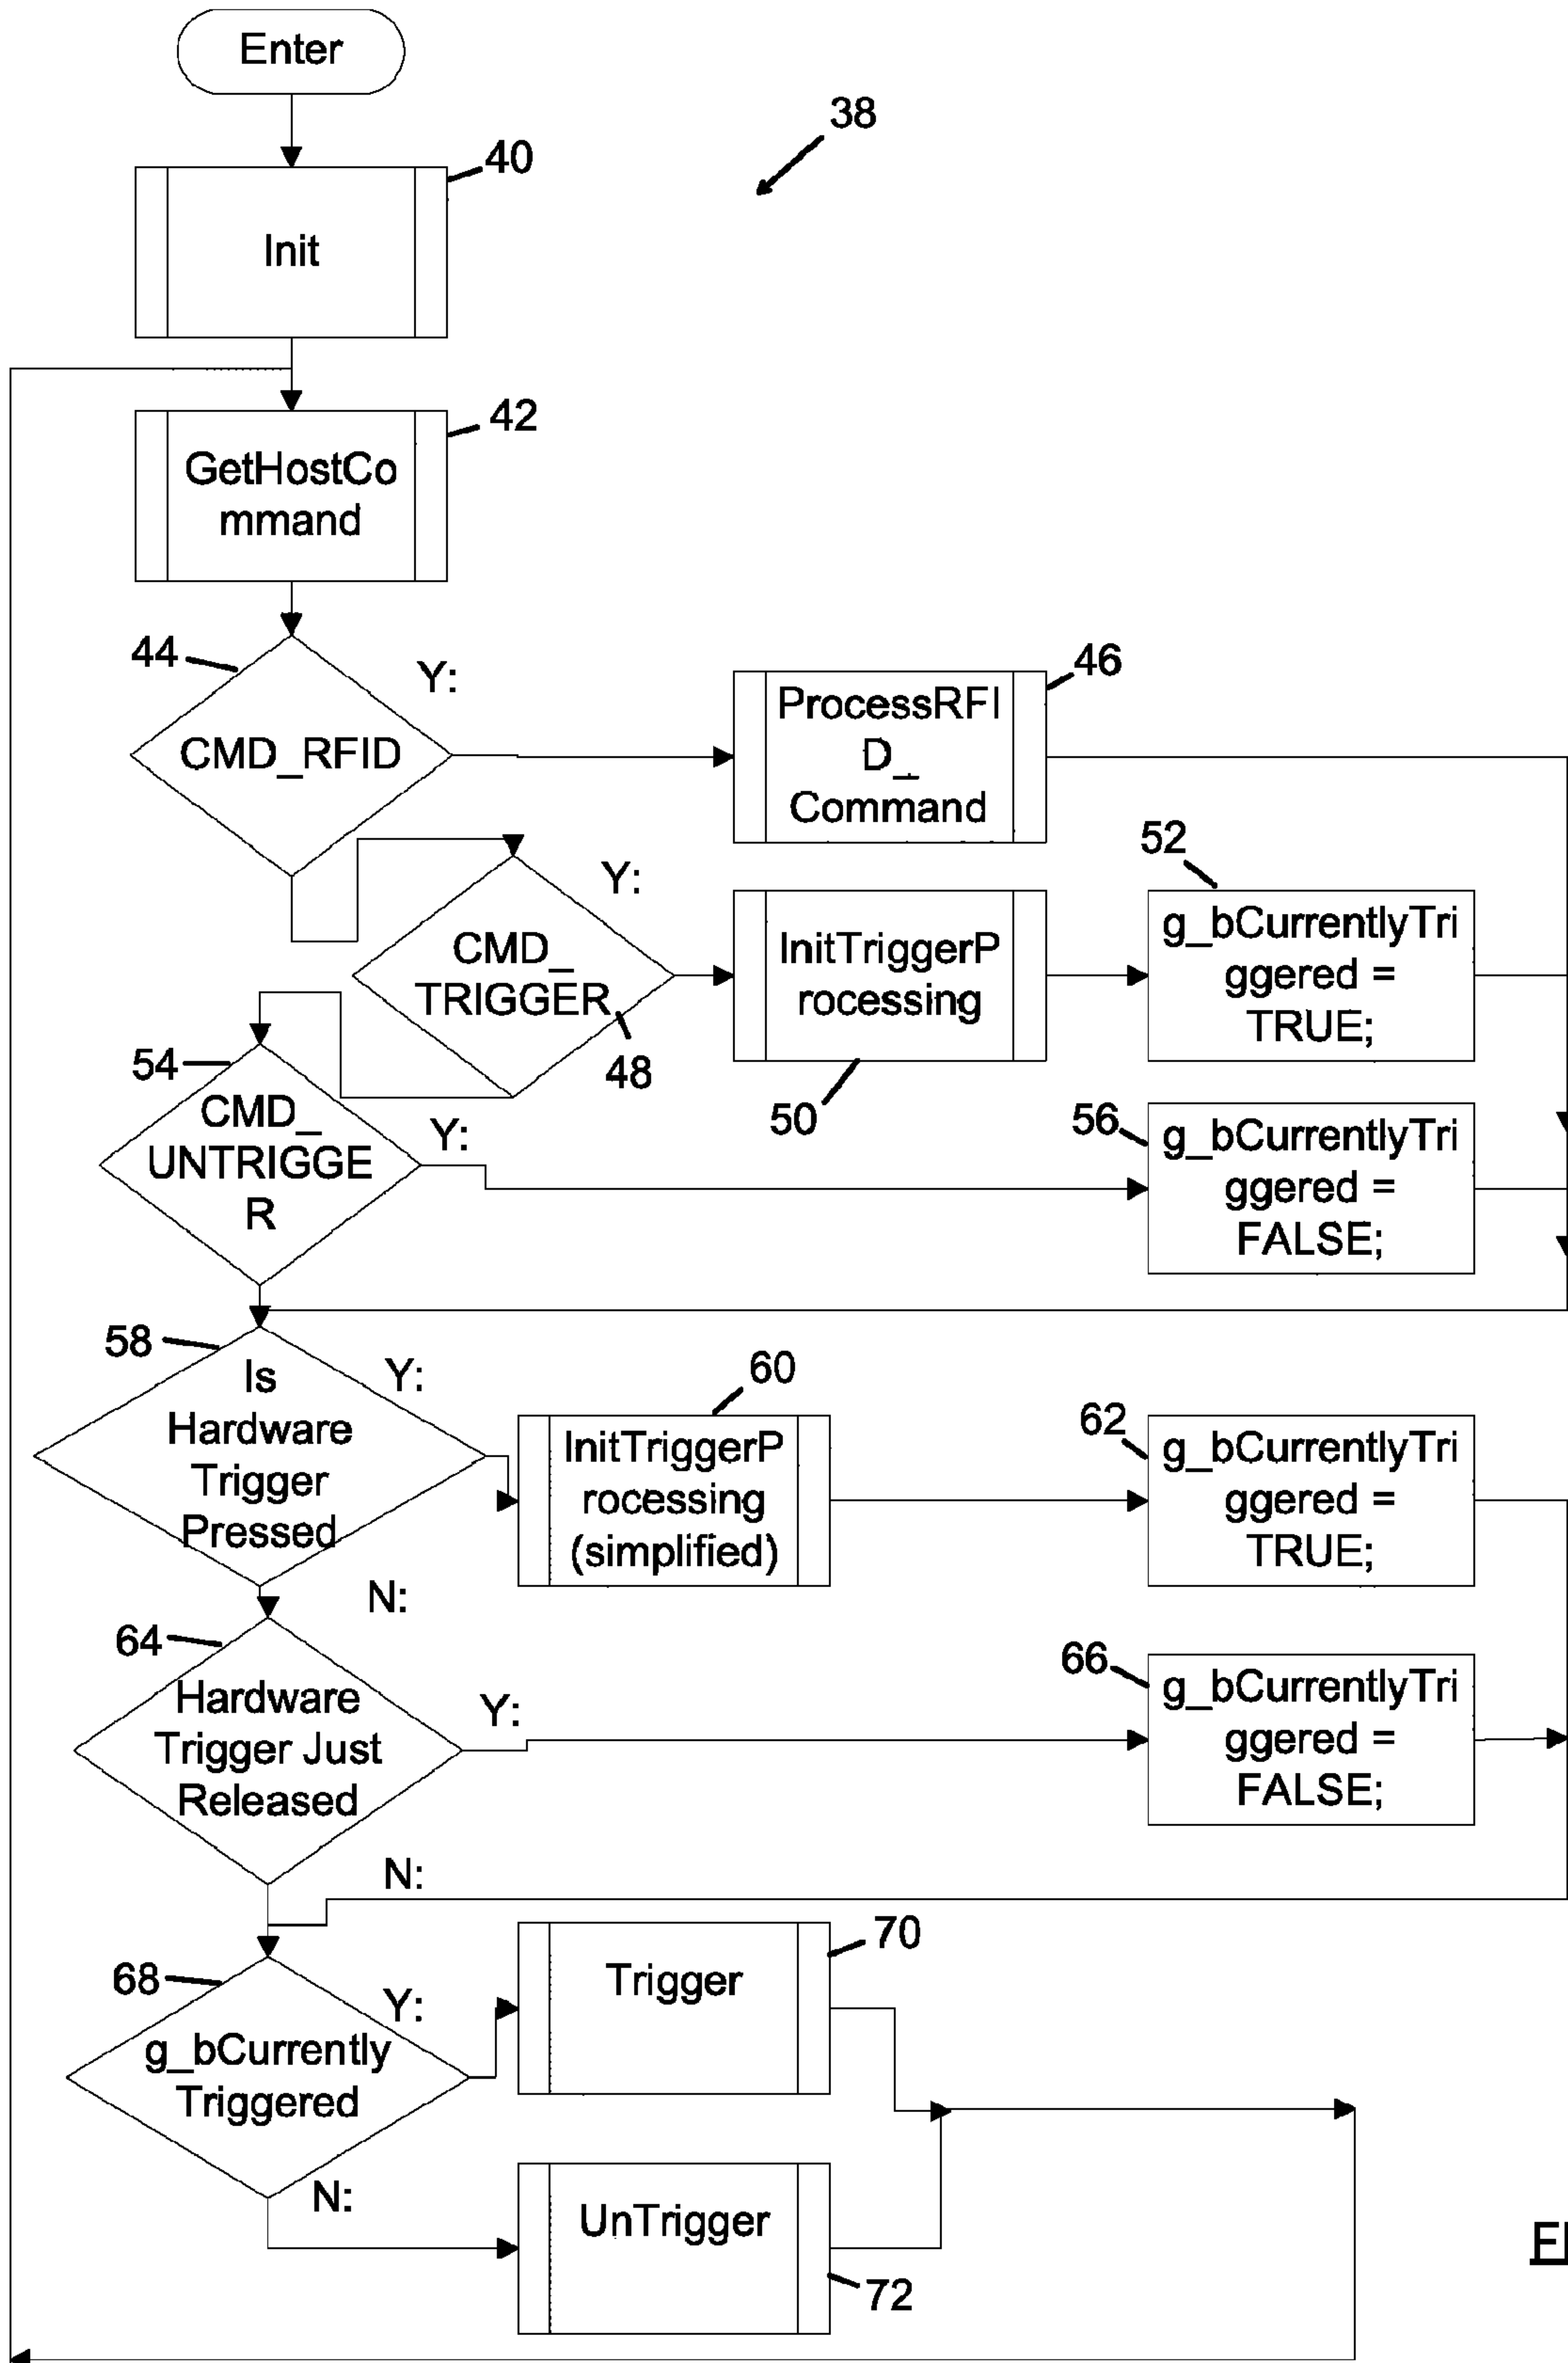 Enter
38
40
Init
42
GetHostCo
mmand
44
Y:
CMD_RFID
46
ProcessRFI
D_
Command
Y:
CMD_
TRIGGER
48
InitTriggerP
rocessing
50
52
g_bCurrentlyTri
ggered =
TRUE;
54
CMD_
UNTRIGGE
R
Y:
56
g_bCurrentlyTri
ggered =
FALSE;
58
Is
Hardware
Trigger
Pressed
Y:
60
InitTriggerP
rocessing
(simplified)
62
g_bCurrentlyTri
ggered =
TRUE;
N:
64
Hardware
Trigger Just
Released
Y:
66
g_bCurrentlyTri
ggered =
FALSE;
N:
68
g_bCurrently
Triggered
Y:
70
Trigger
N:
UnTrigger
72